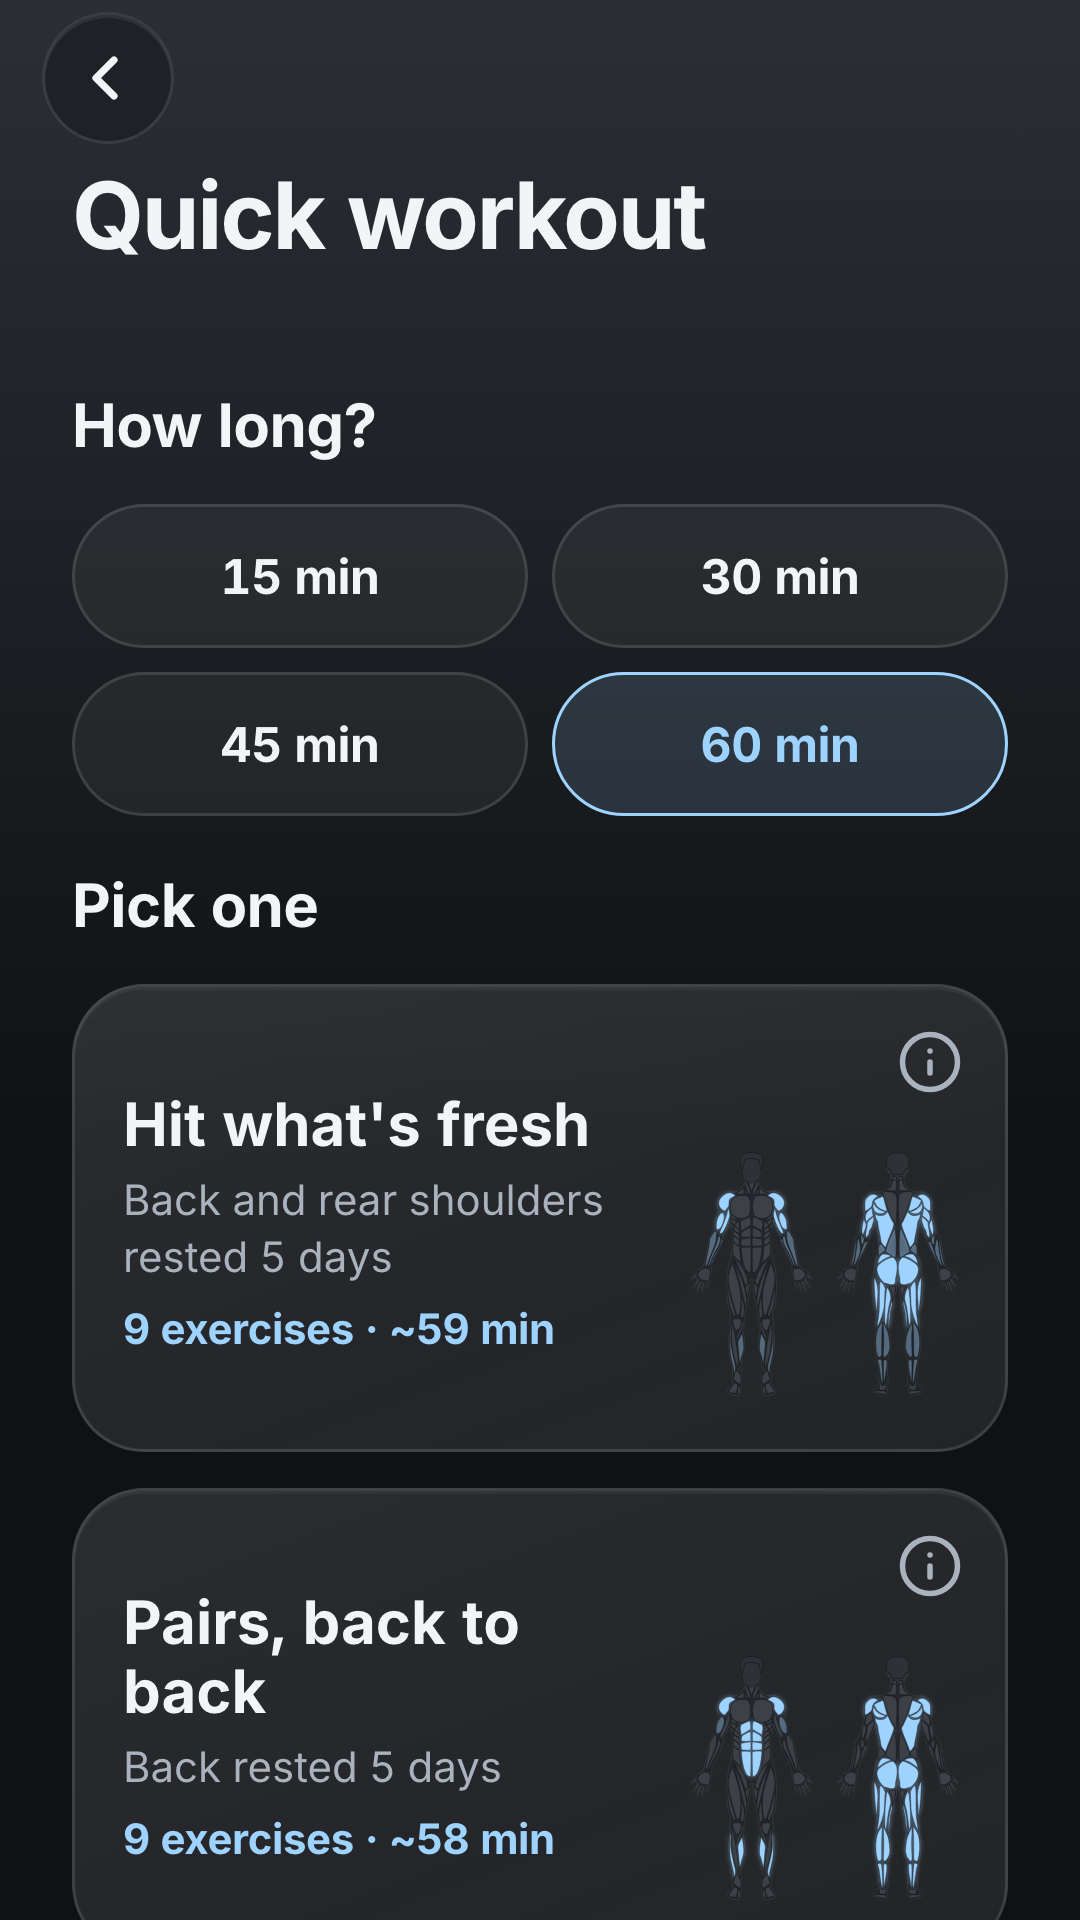 Quick workout
How long?
15 min
30 min
45 min
60 min
Pick one
Hit what's fresh
Back and rear shoulders
rested 5 days
9 exercises · ~59 min
Pairs, back to
back
Back rested 5 days
9 exercises · ~58 min